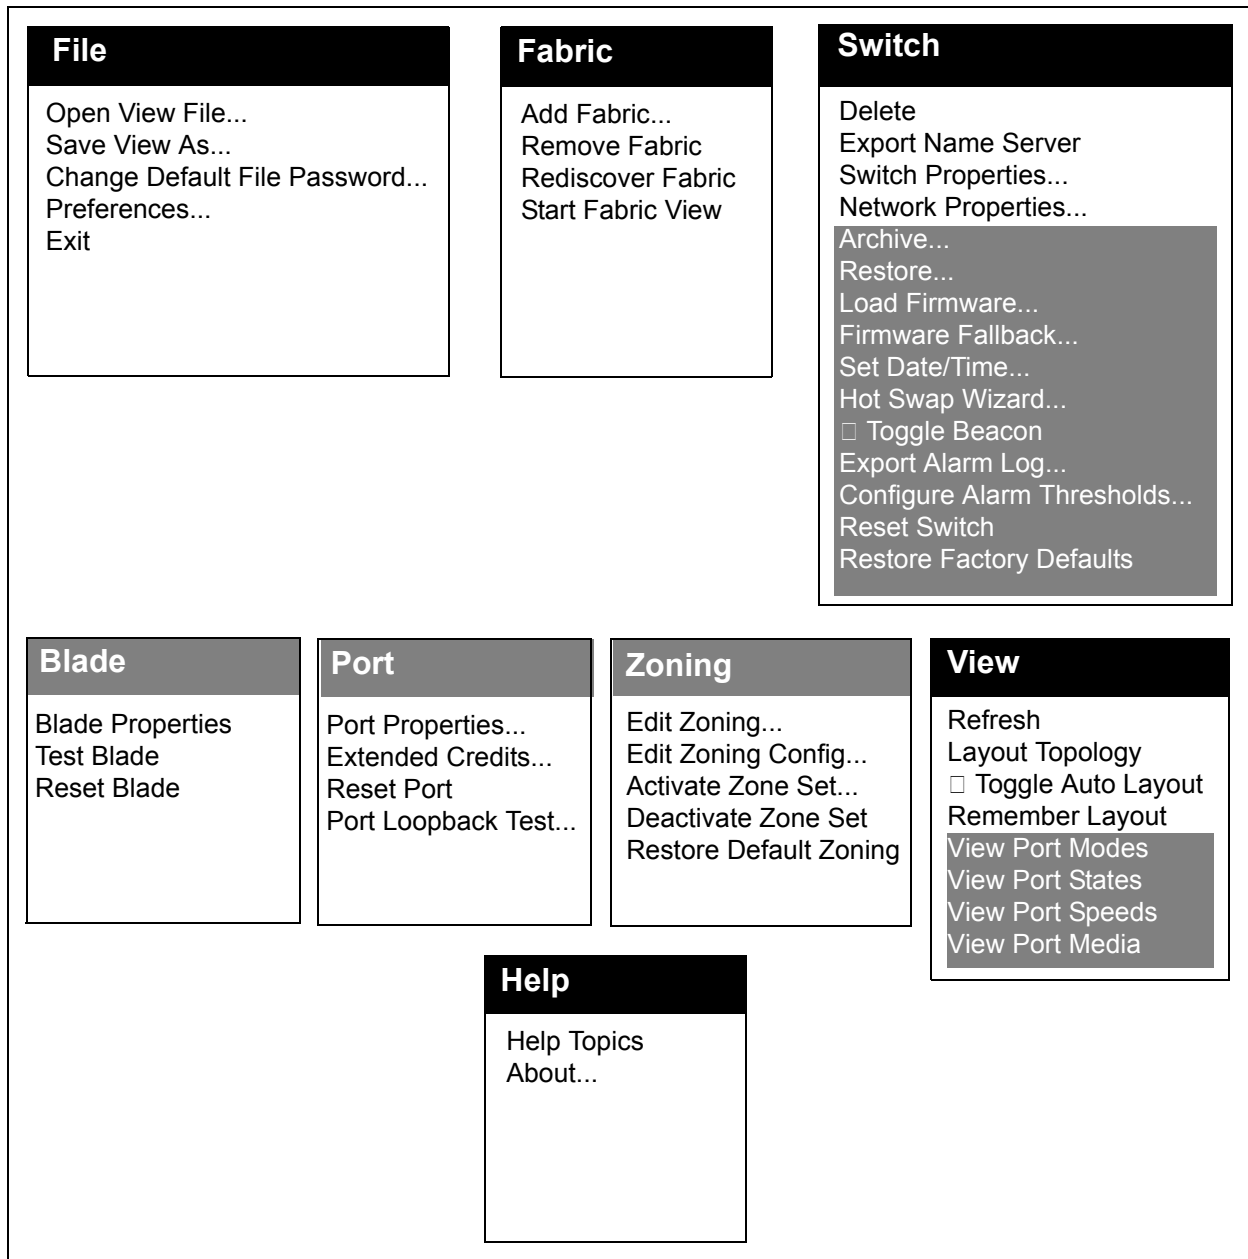 File
Open View File...
Save View As...
Change Default File Password...
Preferences...
Exit
Fabric
Add Fabric...
Remove Fabric
Rediscover Fabric
Start Fabric View
Switch
Delete
Export Name Server
Switch Properties...
Network Properties...
Archive...
Restore...
Load Firmware...
Firmware Fallback...
Set Date/Time...
Hot Swap Wizard...
□ Toggle Beacon
Export Alarm Log...
Configure Alarm Thresholds...
Reset Switch
Restore Factory Defaults
Blade
Blade Properties
Test Blade
Reset Blade
Port
Port Properties...
Extended Credits...
Reset Port
Port Loopback Test...
Zoning
Edit Zoning...
Edit Zoning Config...
Activate Zone Set...
Deactivate Zone Set
Restore Default Zoning
View
Refresh
Layout Topology
□ Toggle Auto Layout
Remember Layout
View Port Modes
View Port States
View Port Speeds
View Port Media
Help
Help Topics
About...